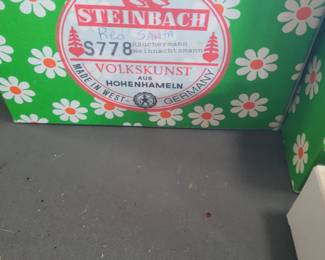 STEINBACH
Red SANTA
S778
Räuchermann
Weihnachtsmann
VOLKSKUNST
AUS
HOHENHAMELN
MADE IN WEST-GERMANY